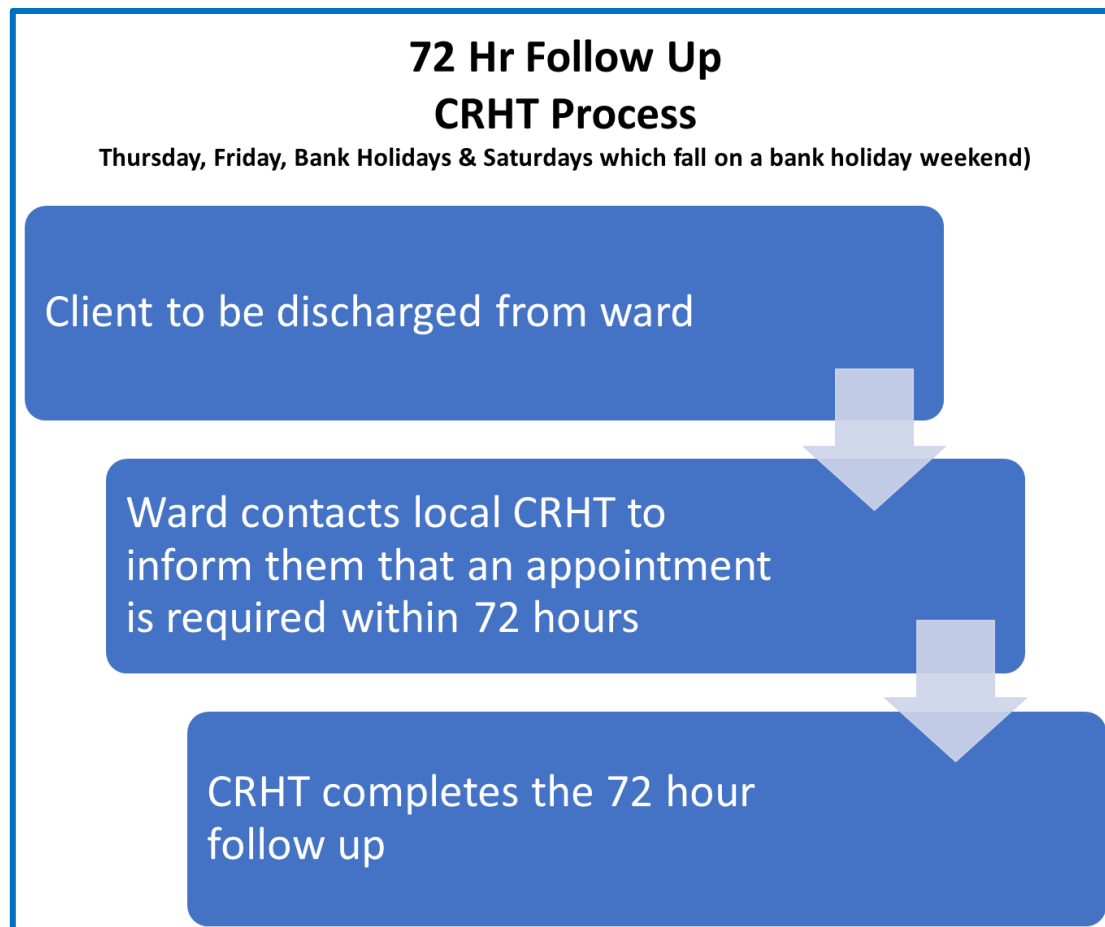 72 Hr Follow Up
CRHT Process
Thursday, Friday, Bank Holidays & Saturdays which fall on a bank holiday weekend)
Client to be discharged from ward
Ward contacts local CRHT to
inform them that an appointment
is required within 72 hours
CRHT completes the 72 hour
follow up